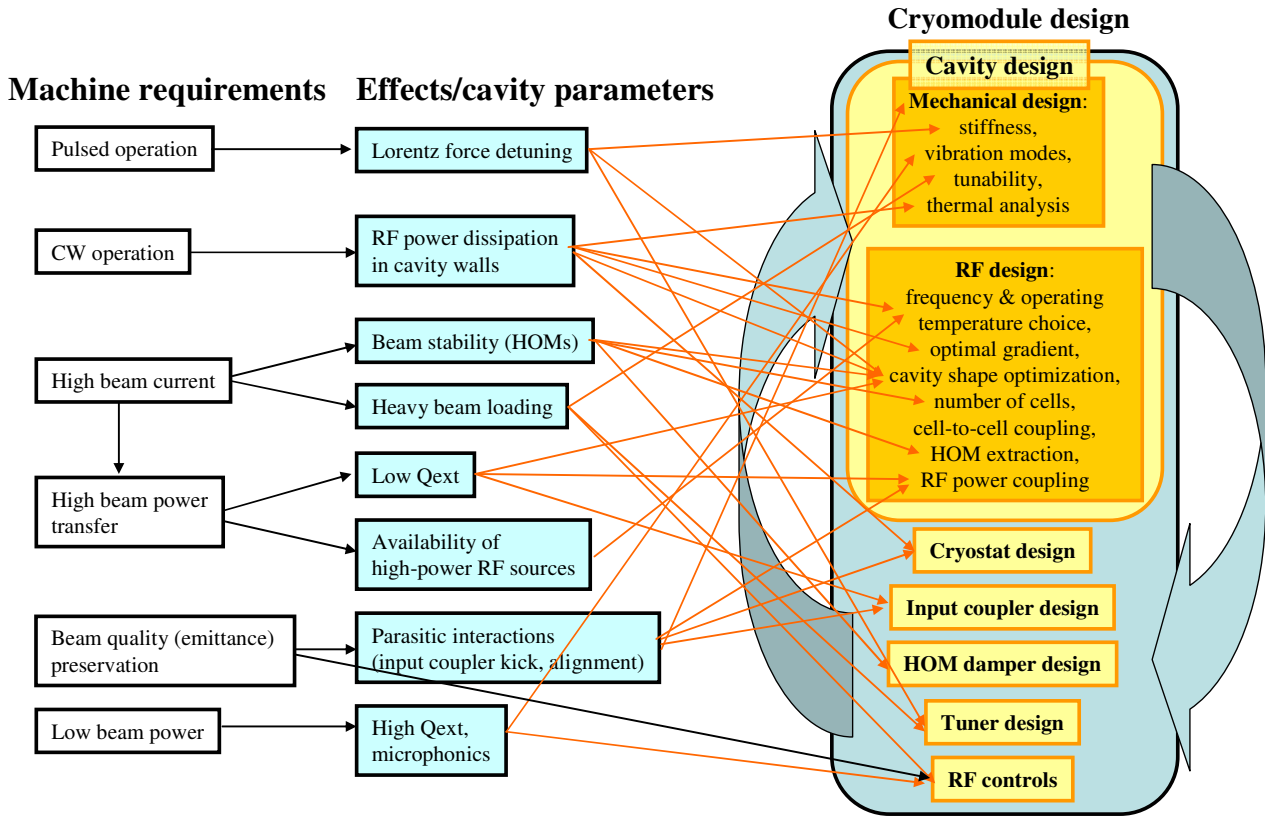 Cryomodule design
Machine requirements
Effects/cavity parameters
Pulsed operation
CW operation
High beam current
High beam power
transfer
Beam quality (emittance)
preservation
Low beam power
Lorentz force detuning
RF power dissipation
in cavity walls
Beam stability (HOMs)
Heavy beam loading
Low Qext
Availability of
high-power RF sources
Parasitic interactions
(input coupler kick, alignment)
High Qext,
microphonics
Cavity design
Mechanical design:
stiffness,
vibration modes,
tunability,
thermal analysis
RF design:
frequency & operating
temperature choice,
optimal gradient,
cavity shape optimization,
number of cells,
cell-to-cell coupling,
HOM extraction,
RF power coupling
Cryostat design
Input coupler design
HOM damper design
Tuner design
RF controls